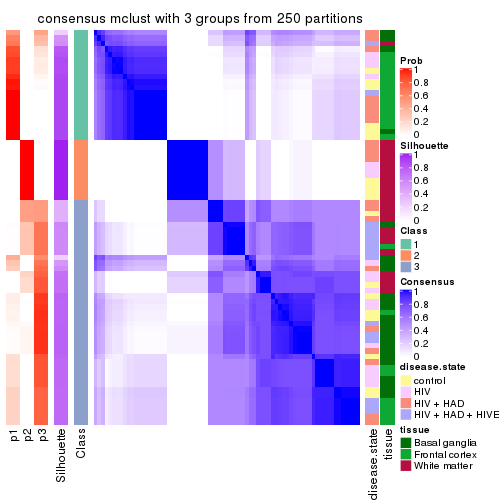 consensus mclust with 3 groups from 250 partitions
Prob
1
0.8
0.6
0.4
0.2
0
Silhouette
1
0.8
0.6
0.4
0.2
0
Class
1
2
3
Consensus
1
0.8
0.6
0.4
0.2
0
disease.state
control
HIV
HIV + HAD
HIV + HAD + HIVE
tissue
Basal ganglia
Frontal cortex
White matter
p1
p2
p3
Silhouette
Class
disease.state
tissue